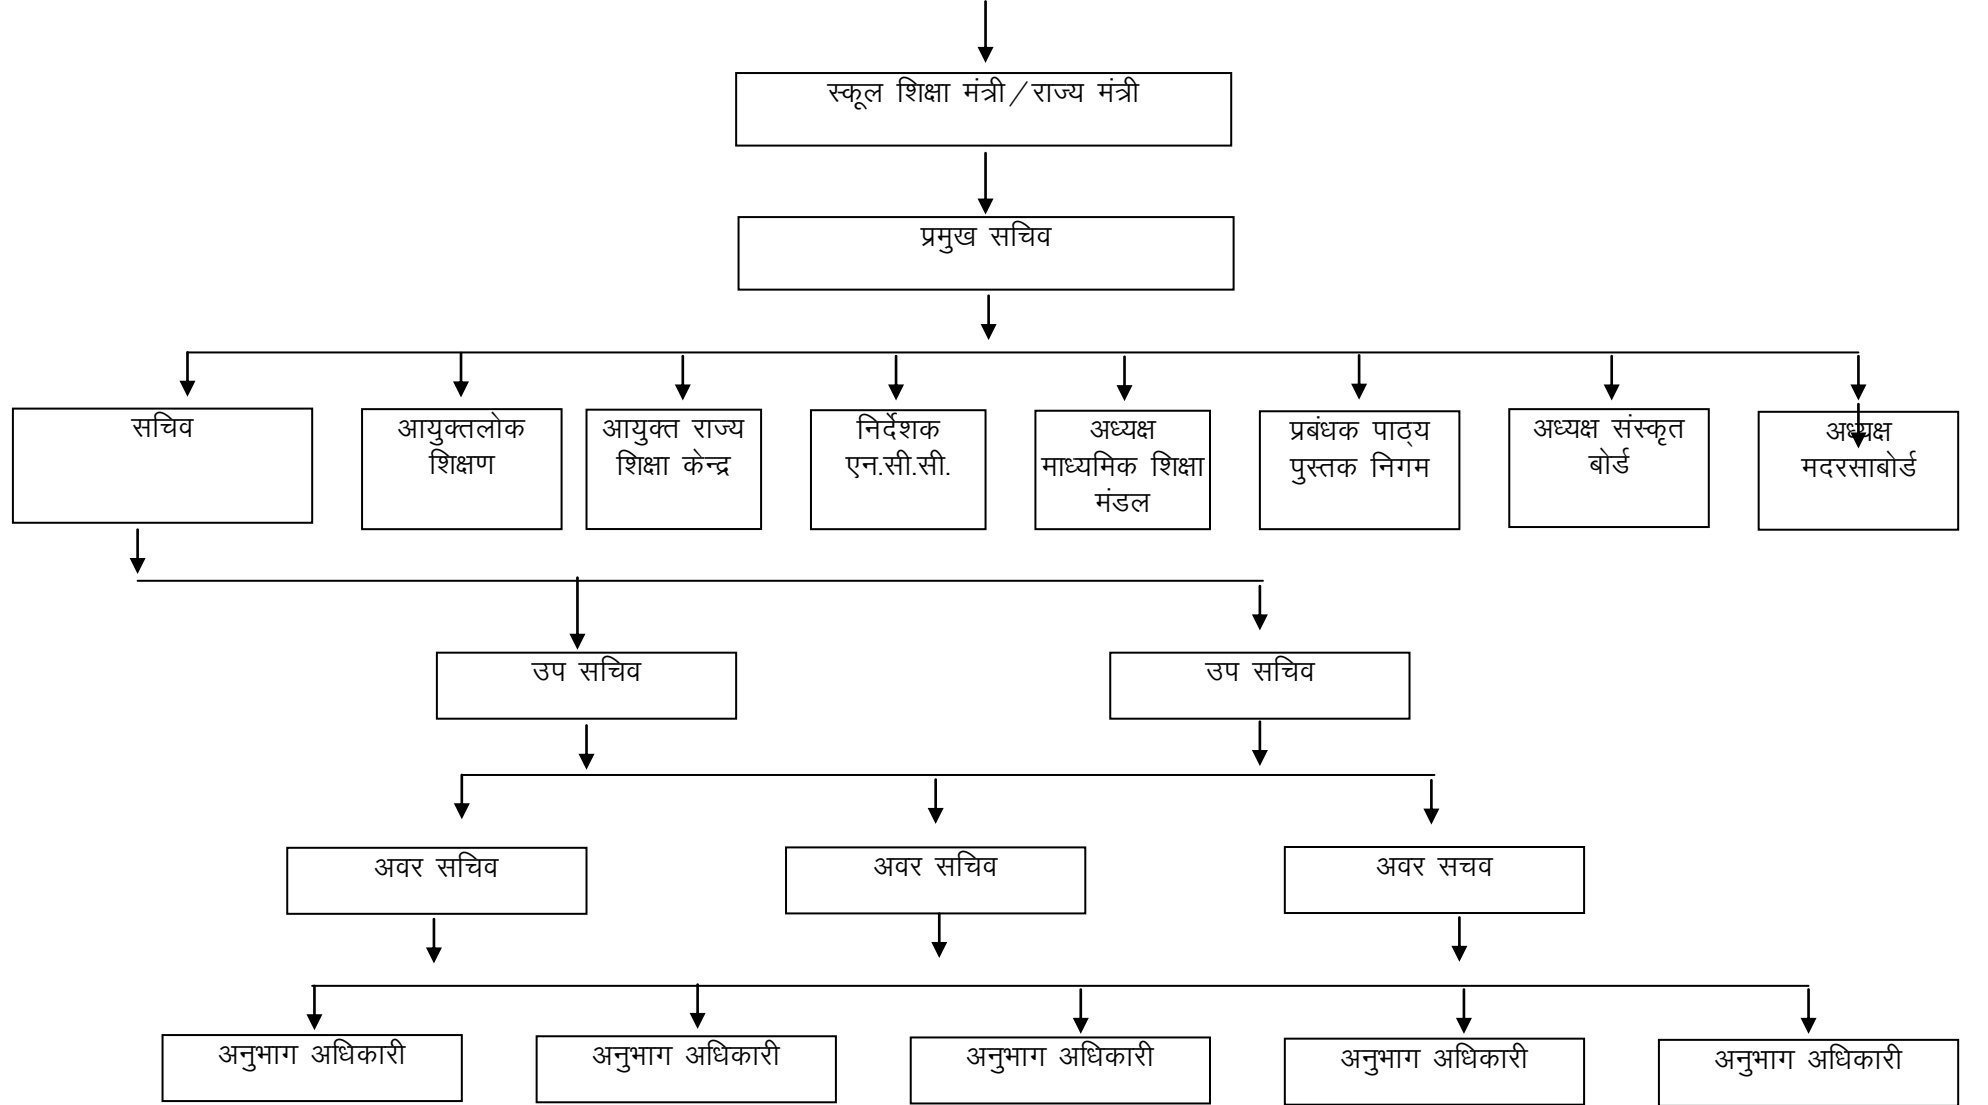 स्कूल शिक्षा मंत्री/राज्य मंत्री
प्रमुख सचिव
सचिव
आयुक्तलोक
शिक्षण
आयुक्त राज्य
शिक्षा केन्द्र
निर्देशक
एन.सी.सी.
अध्यक्ष
माध्यमिक शिक्षा
मंडल
प्रबंधक पाठ्य
पुस्तक निगम
अध्यक्ष संस्कृत
बोर्ड
अध्यक्ष
मदरसाबोर्ड
उप सचिव
उप सचिव
अवर सचिव
अवर सचिव
अवर सचव
अनुभाग अधिकारी
अनुभाग अधिकारी
अनुभाग अधिकारी
अनुभाग अधिकारी
अनुभाग अधिकारी